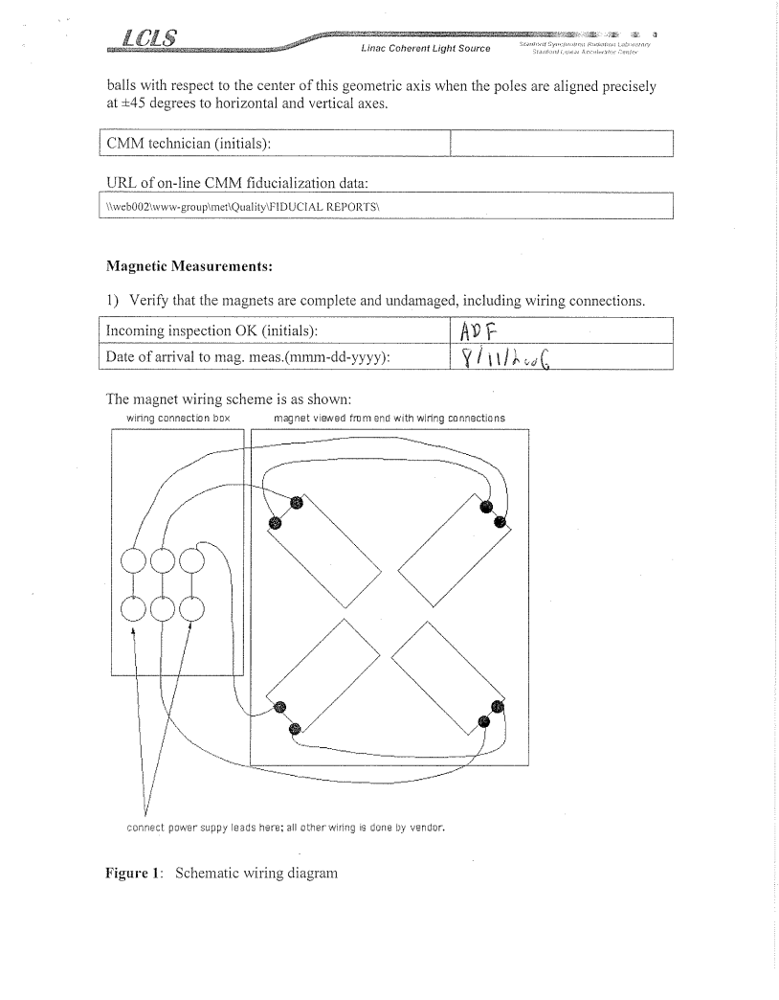 LCLS
Linac Coherent Light Source
Stanford Synchrotron Radiation Laboratory
Stanford Linear Accelerator Center
balls with respect to the center of this geometric axis when the poles are aligned precisely
at ±45 degrees to horizontal and vertical axes.
CMM technician (initials):
URL of on-line CMM fiducialization data:
\\web002\www-group\met\Quality\FIDUCIAL REPORTS\
Magnetic Measurements:
1) Verify that the magnets are complete and undamaged, including wiring connections.
Incoming inspection OK (initials): ADF
Date of arrival to mag. meas.(mmm-dd-yyyy): 8/11/2006
The magnet wiring scheme is as shown:
wiring connection box magnet viewed from end with wiring connections
connect power suppy leads here; all other wiring is done by vendor.
Figure 1: Schematic wiring diagram